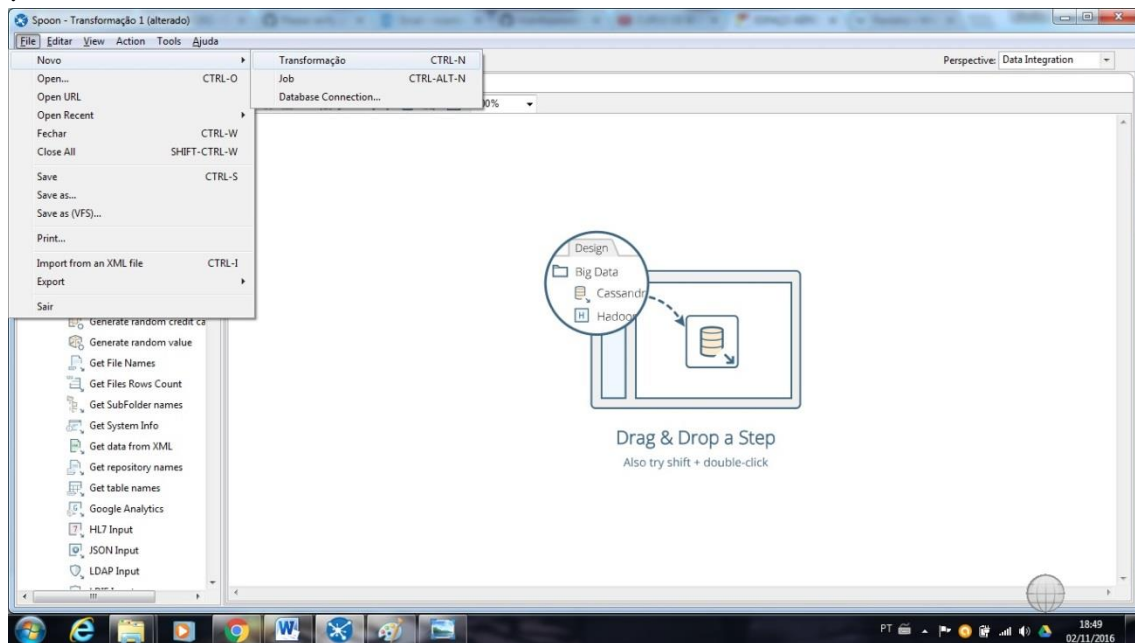 Spoon - Transformação 1 (alterado)
File Editar View Action Tools Ajuda
Perspective: Data Integration
Novo
Open... CTRL-O
Open URL
Open Recent
Fechar CTRL-W
Close All SHIFT-CTRL-W
Save CTRL-S
Save as...
Save as (VFS)...
Print...
Import from an XML file CTRL-I
Export
Sair
Transformação CTRL-N
Job CTRL-ALT-N
Database Connection...
Generate random credit ca
Generate random value
Get File Names
Get Files Rows Count
Get SubFolder names
Get System Info
Get data from XML
Get repository names
Get table names
Google Analytics
HL7 Input
JSON Input
LDAP Input
Design
Big Data
Cassandr
Hadoop
Drag & Drop a Step
Also try shift + double-click
PT
18:49
02/11/2016